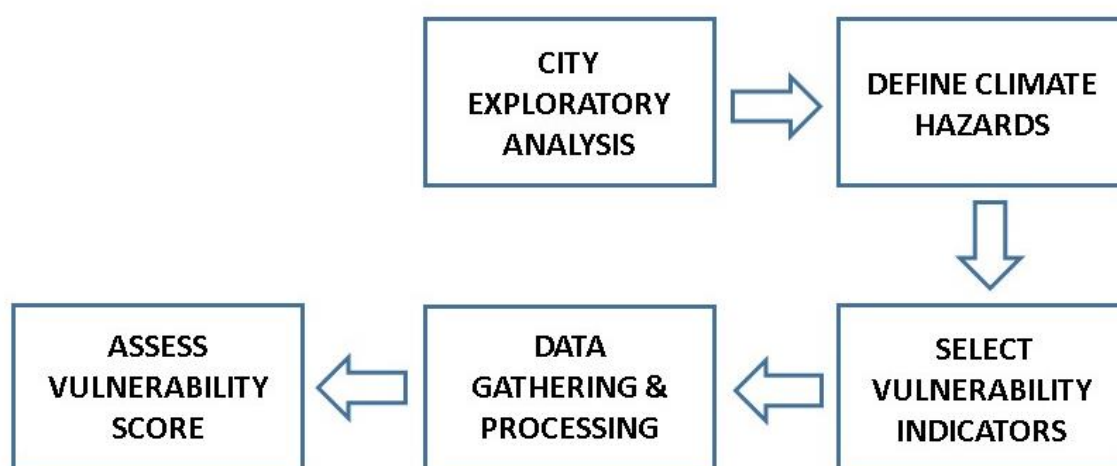 CITY
EXPLORATORY
ANALYSIS
DEFINE CLIMATE
HAZARDS
SELECT
VULNERABILITY
INDICATORS
DATA
GATHERING &
PROCESSING
ASSESS
VULNERABILITY
SCORE